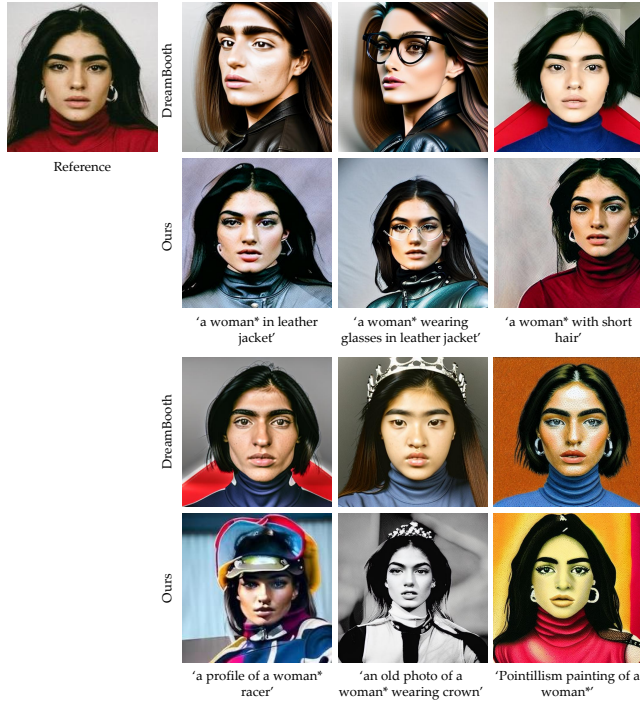 DreamBooth
Reference
Ours
‘a woman* in leather
jacket’
‘a woman* wearing
glasses in leather jacket’
‘a woman* with short
hair’
DreamBooth
Ours
‘a profile of a woman*
racer’
‘an old photo of a
woman* wearing crown’
‘Pointillism painting of a
woman*’